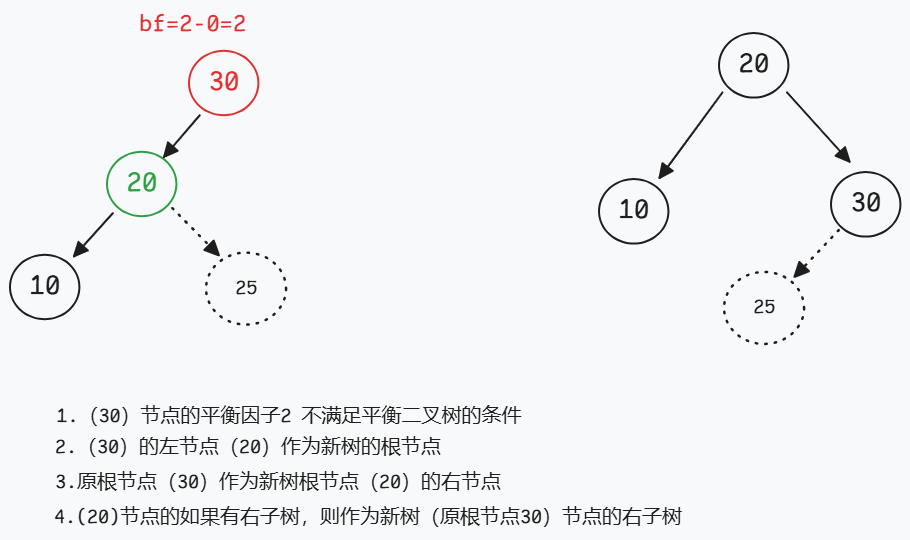 bf=2-0=2
30
20
10
25
20
10
30
25
1.（30）节点的平衡因子2 不满足平衡二叉树的条件
2.（30）的左节点（20）作为新树的根节点
3.原根节点（30）作为新树根节点（20）的右节点
4.(20)节点的如果有右子树，则作为新树（原根节点30）节点的右子树